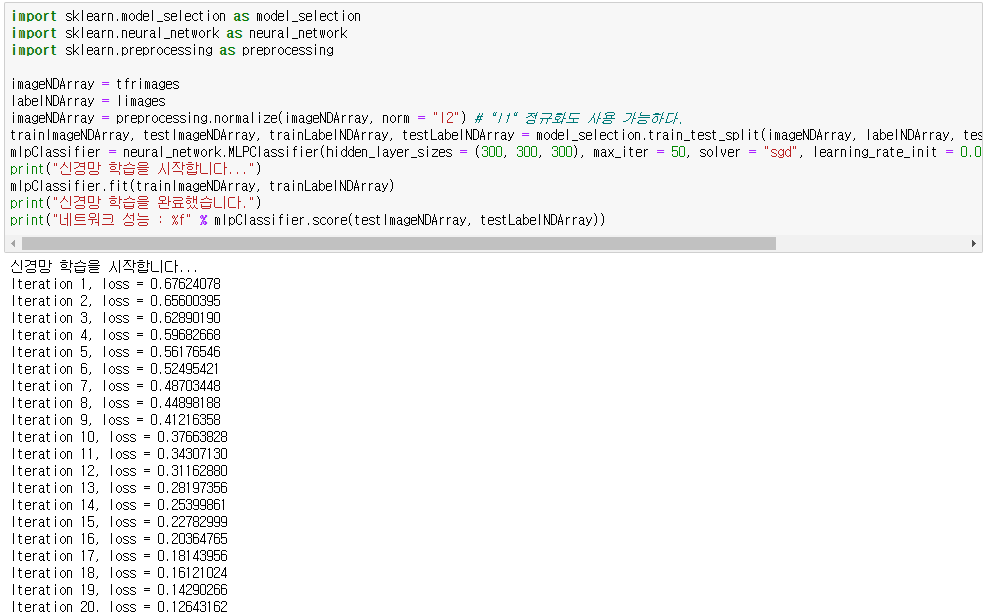 import sklearn.model_selection as model_selection
import sklearn.neural_network as neural_network
import sklearn.preprocessing as preprocessing
imageNDArray = tfrimages
labelNDArray = limages
imageNDArray = preprocessing.normalize(imageNDArray, norm = "l2") # "l1" 정규화도 사용 가능하다.
trainImageNDArray, testImageNDArray, trainLabelNDArray, testLabelNDArray = model_selection.train_test_split(imageNDArray, labelNDArray, tes
mlpClassifier = neural_network.MLPClassifier(hidden_layer_sizes = (300, 300, 300), max_iter = 50, solver = "sgd", learning_rate_init = 0.0
print("신경망 학습을 시작합니다...")
mlpClassifier.fit(trainImageNDArray, trainLabelNDArray)
print("신경망 학습을 완료했습니다.")
print("네트워크 성능 : %f" % mlpClassifier.score(testImageNDArray, testLabelNDArray))
신경망 학습을 시작합니다...
Iteration 1, loss = 0.67624078
Iteration 2, loss = 0.65600395
Iteration 3, loss = 0.62890190
Iteration 4, loss = 0.59682668
Iteration 5, loss = 0.56176546
Iteration 6, loss = 0.52495421
Iteration 7, loss = 0.48703448
Iteration 8, loss = 0.44898188
Iteration 9, loss = 0.41216358
Iteration 10, loss = 0.37663828
Iteration 11, loss = 0.34307130
Iteration 12, loss = 0.31162880
Iteration 13, loss = 0.28197356
Iteration 14, loss = 0.25399861
Iteration 15, loss = 0.22782999
Iteration 16, loss = 0.20364765
Iteration 17, loss = 0.18143956
Iteration 18, loss = 0.16121024
Iteration 19, loss = 0.14290266
Iteration 20, loss = 0.12643162